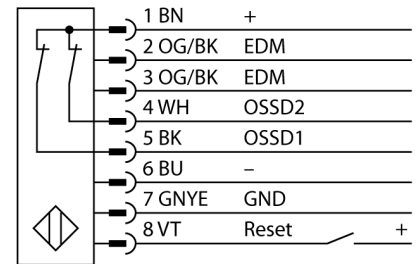 1 BN +
2 OG/BK EDM
3 OG/BK EDM
4 WH OSSD2
5 BK OSSD1
6 BU –
7 GNYE GND
8 VT Reset +